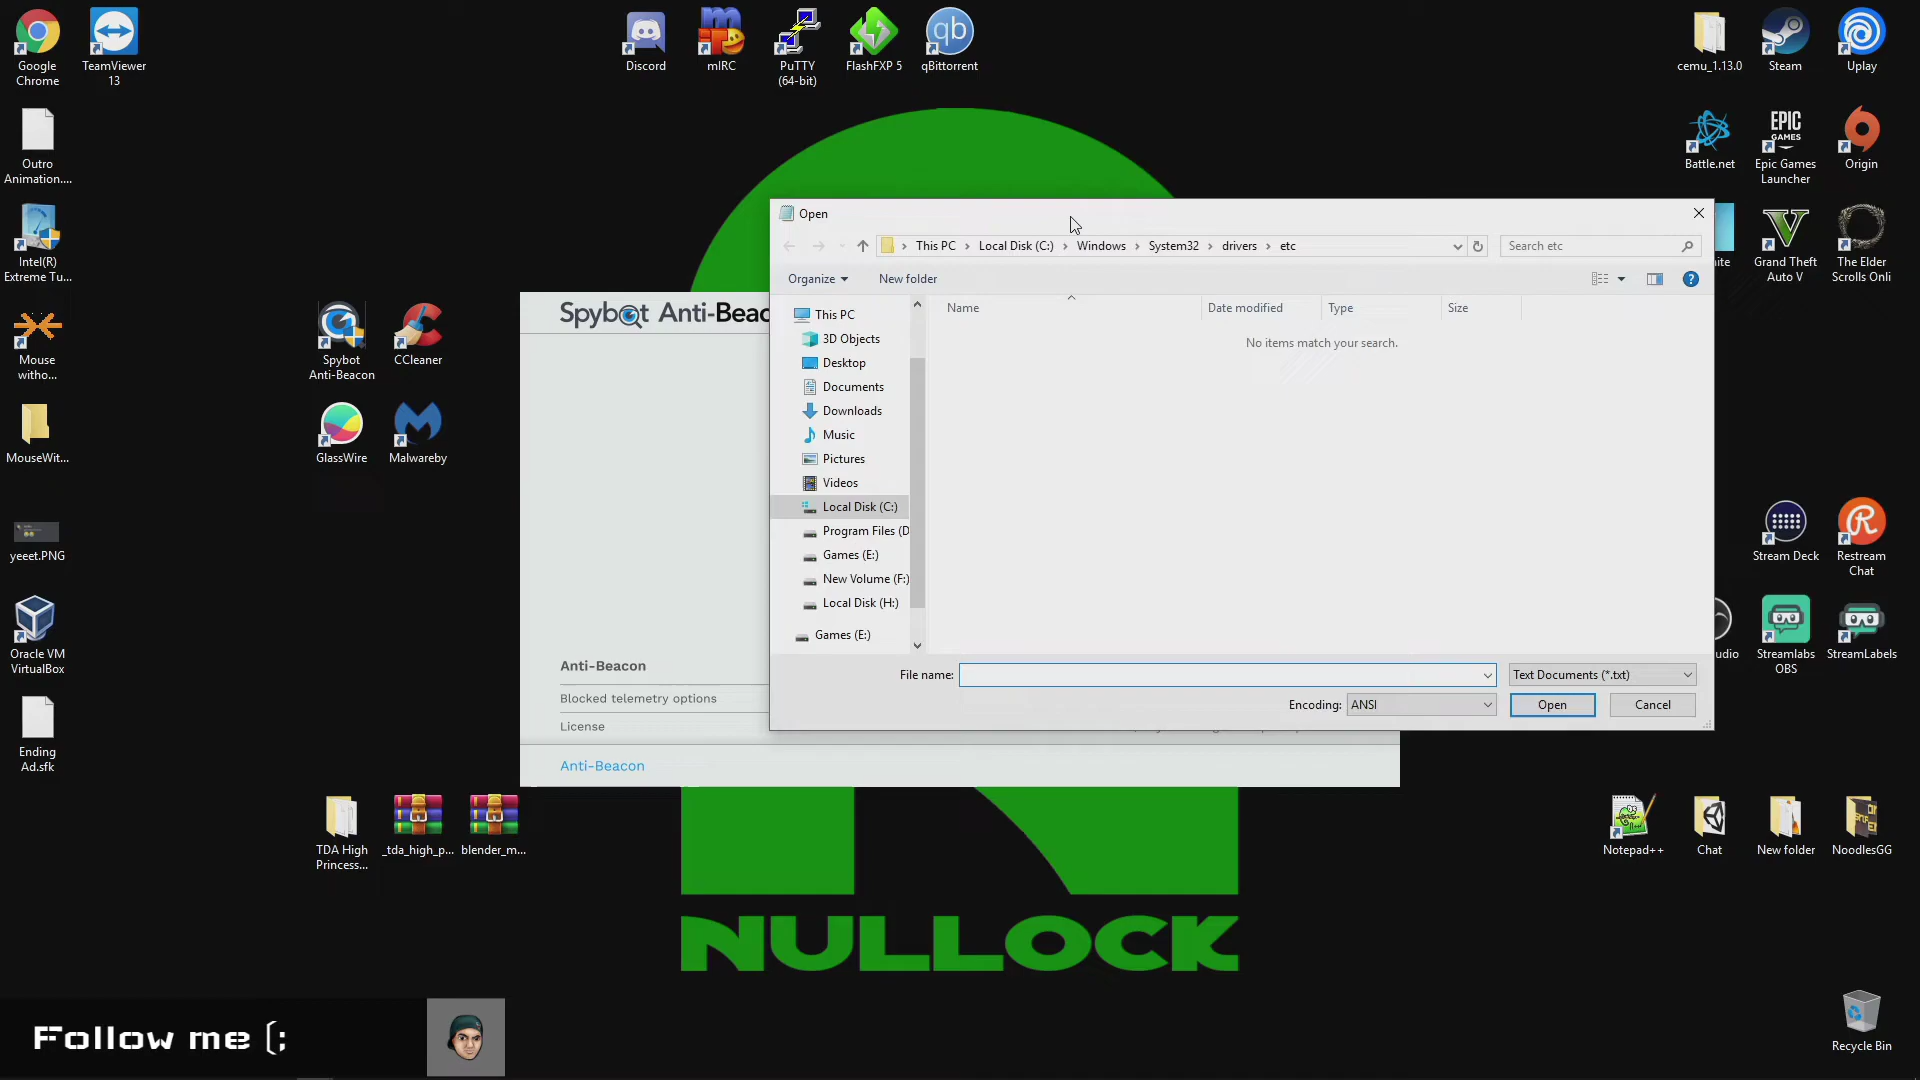 Google
Chrome
TeamViewer
13
Discord
mIRC
PuTTY
(64-bit)
FlashFXP 5
qBittorrent
cemu_1.13.0
Steam
Uplay
Outro
Animation....
Battle.net
Epic Games
Launcher
Origin
EPIC
GAMES
Intel(R)
Extreme Tu...
nite
Grand Theft
Auto V
The Elder
Scrolls Onli
Mouse
witho...
Spybot
Anti-Beacon
CCleaner
MouseWit...
GlassWire
Malwareby
yeeet.PNG
Stream Deck
Restream
Chat
Oracle VM
VirtualBox
udio
Streamlabs
OBS
StreamLabels
Ending
Ad.sfk
TDA High
Princess...
_tda_high_p...
blender_m...
Notepad++
Chat
New folder
NoodlesGG
Recycle Bin
Spybot Anti-Beac
Anti-Beacon
Blocked telemetry options
License
Anti-Beacon
Open
This PC
Local Disk (C:)
Windows
System32
drivers
etc
Search etc
Organize
New folder
Name
Date modified
Type
Size
No items match your search.
This PC
3D Objects
Desktop
Documents
Downloads
Music
Pictures
Videos
Local Disk (C:)
Program Files (D
Games (E:)
New Volume (F:)
Local Disk (H:)
Games (E:)
File name:
Text Documents (*.txt)
Encoding:
ANSI
Open
Cancel
NULLOCK
Follow me (;